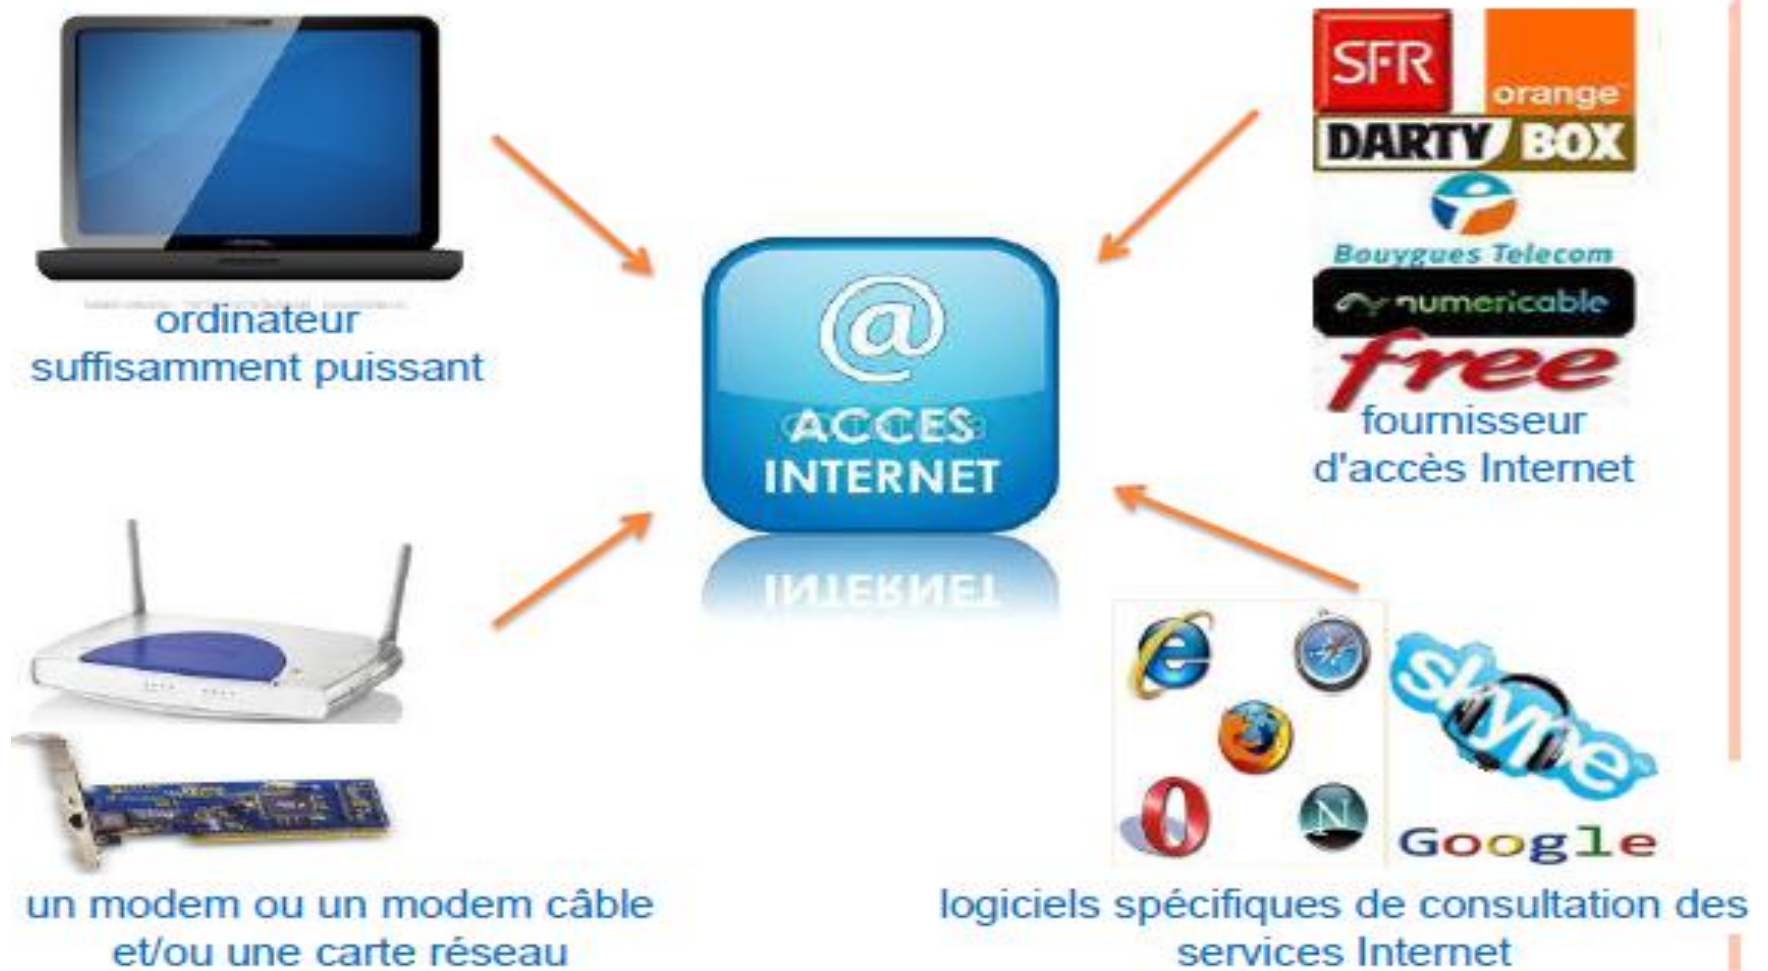 ordinateur
suffisamment puissant
SFR
orange
DARTY BOX
Bouygues Telecom
numericable
free
fournisseur
d'accès Internet
@
ACCES
INTERNET
INTERNET
un modem ou un modem câble
et/ou une carte réseau
e
skype
N
Google
logiciels spécifiques de consultation des
services Internet